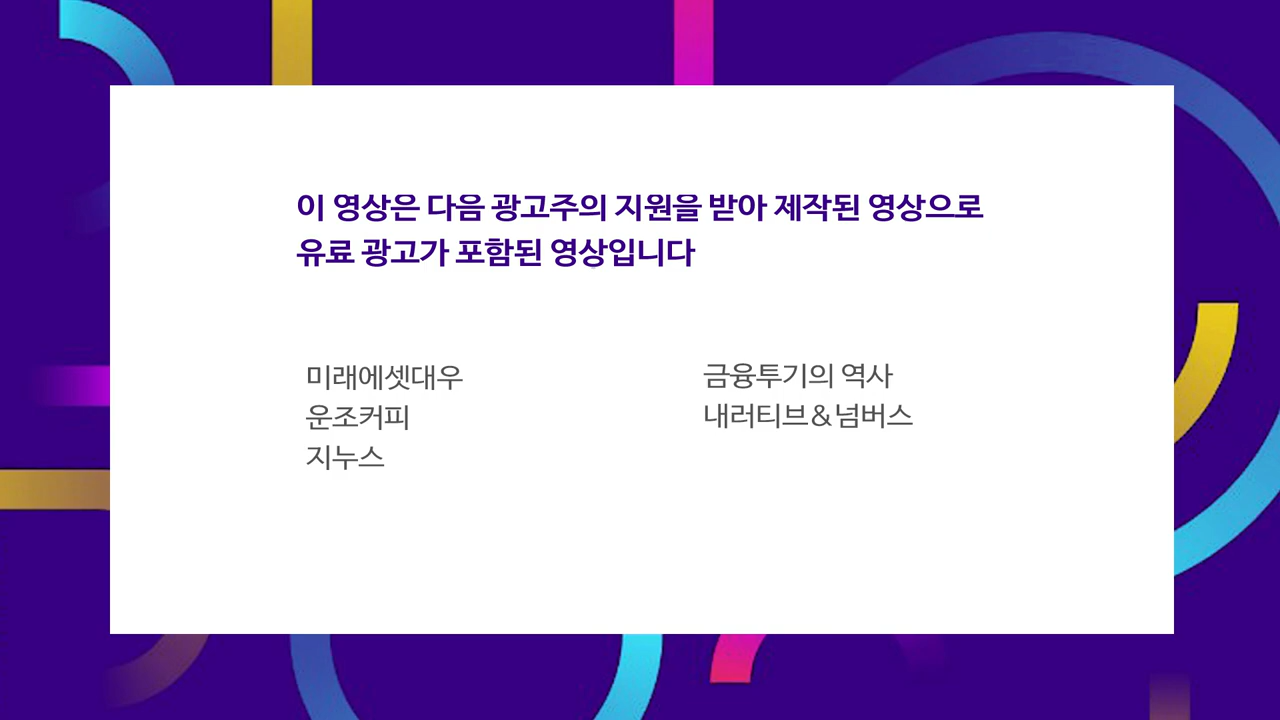 이 영상은 다음 광고주의 지원을 받아 제작된 영상으로
유료 광고가 포함된 영상입니다
미래에셋대우
운조커피
지누스
금융투기의 역사
내러티브&넘버스